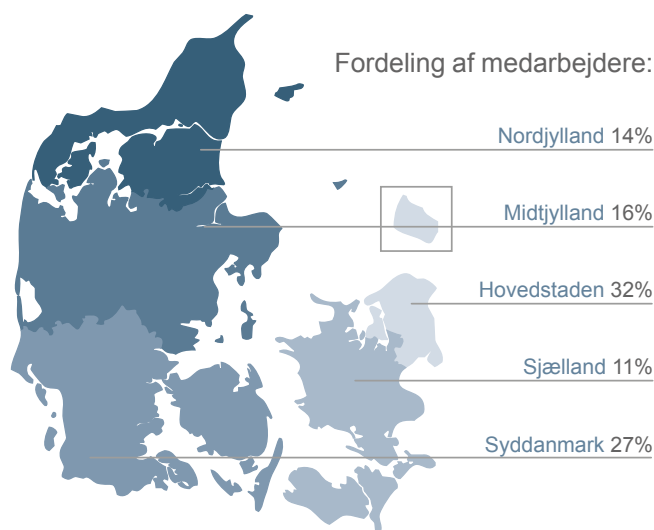 Fordeling af medarbejdere:
Nordjylland 14%
Midtjylland 16%
Hovedstaden 32%
Sjælland 11%
Syddanmark 27%